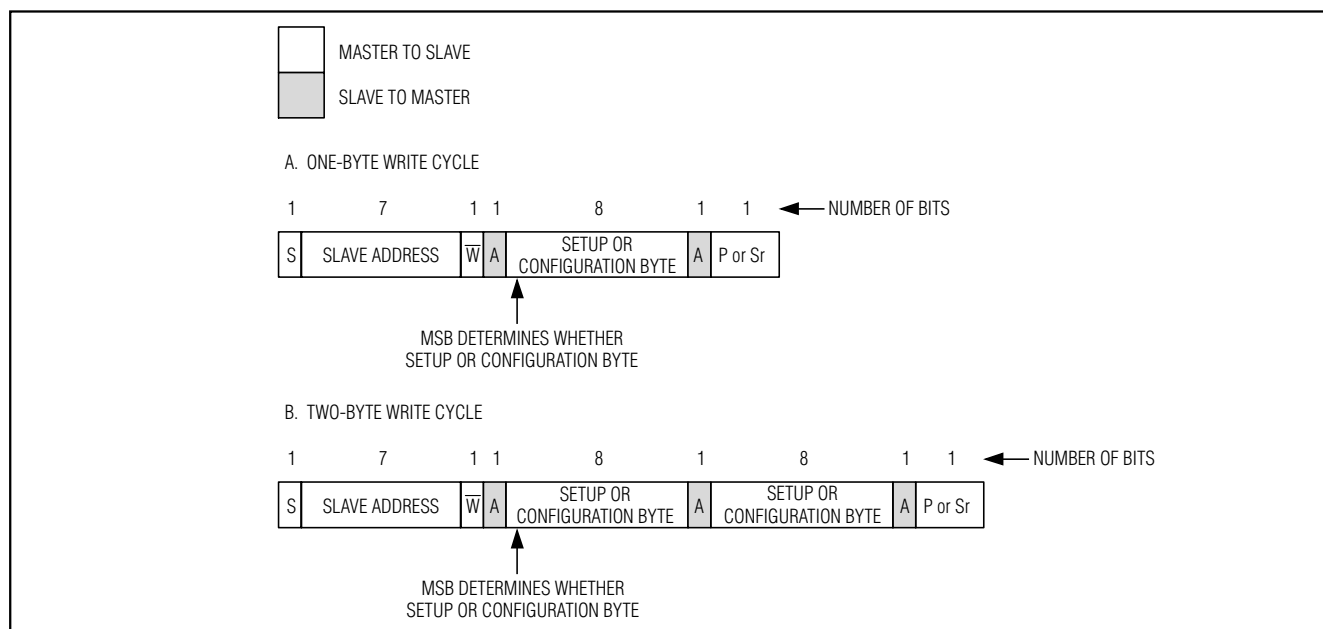 MASTER TO SLAVE
SLAVE TO MASTER
A. ONE-BYTE WRITE CYCLE
1 7 1 1 8 1 1 NUMBER OF BITS
S SLAVE ADDRESS W̅ A SETUP OR
CONFIGURATION BYTE A P or Sr
MSB DETERMINES WHETHER
SETUP OR CONFIGURATION BYTE
B. TWO-BYTE WRITE CYCLE
1 7 1 1 8 1 8 1 1 NUMBER OF BITS
S SLAVE ADDRESS W̅ A SETUP OR
CONFIGURATION BYTE A SETUP OR
CONFIGURATION BYTE A P or Sr
MSB DETERMINES WHETHER
SETUP OR CONFIGURATION BYTE